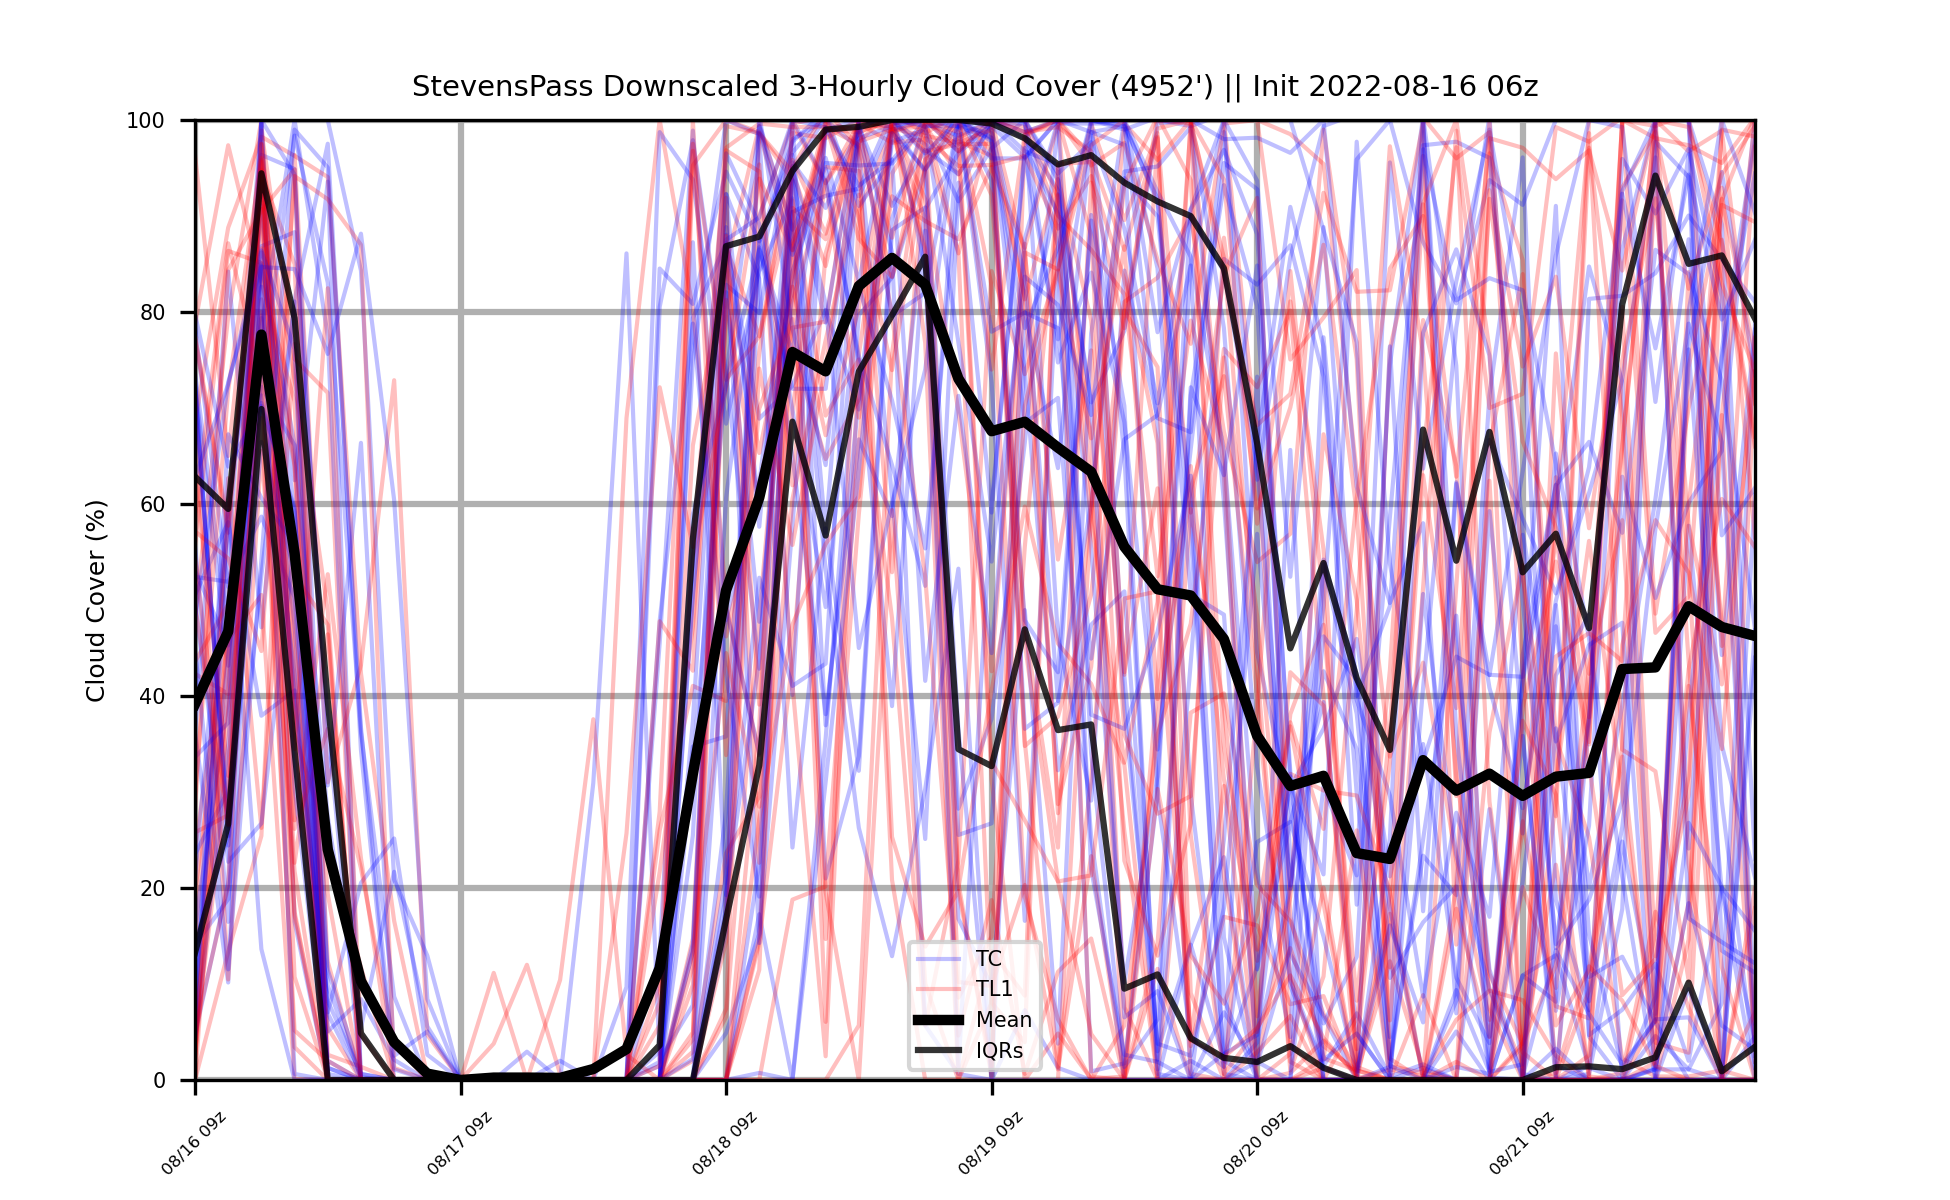 StevensPass Downscaled 3-Hourly Cloud Cover (4952') || Init 2022-08-16 06z
Cloud Cover (%)
100
80
60
40
20
0
TC
TL1
Mean
IQRs
08/16 09z
08/17 09z
08/18 09z
08/19 09z
08/20 09z
08/21 09z